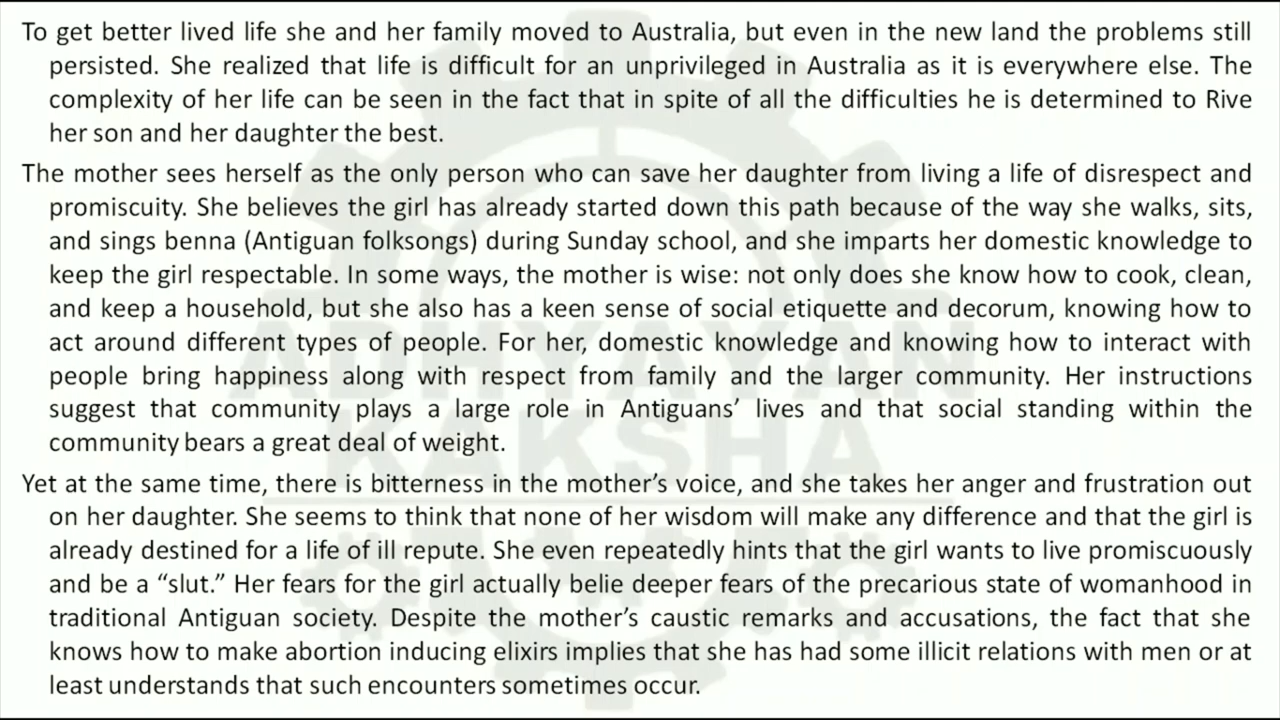 To get better lived life she and her family moved to Australia, but even in the new land the problems still
persisted. She realized that life is difficult for an unprivileged in Australia as it is everywhere else. The
complexity of her life can be seen in the fact that in spite of all the difficulties he is determined to Rive
her son and her daughter the best.
The mother sees herself as the only person who can save her daughter from living a life of disrespect and
promiscuity. She believes the girl has already started down this path because of the way she walks, sits,
and sings benna (Antiguan folksongs) during Sunday school, and she imparts her domestic knowledge to
keep the girl respectable. In some ways, the mother is wise: not only does she know how to cook, clean,
and keep a household, but she also has a keen sense of social etiquette and decorum, knowing how to
act around different types of people. For her, domestic knowledge and knowing how to interact with
people bring happiness along with respect from family and the larger community. Her instructions
suggest that community plays a large role in Antiguans’ lives and that social standing within the
community bears a great deal of weight.
Yet at the same time, there is bitterness in the mother’s voice, and she takes her anger and frustration out
on her daughter. She seems to think that none of her wisdom will make any difference and that the girl is
already destined for a life of ill repute. She even repeatedly hints that the girl wants to live promiscuously
and be a “slut.” Her fears for the girl actually belie deeper fears of the precarious state of womanhood in
traditional Antiguan society. Despite the mother’s caustic remarks and accusations, the fact that she
knows how to make abortion inducing elixirs implies that she has had some illicit relations with men or at
least understands that such encounters sometimes occur.
ADHYAYAN
KAKSHA